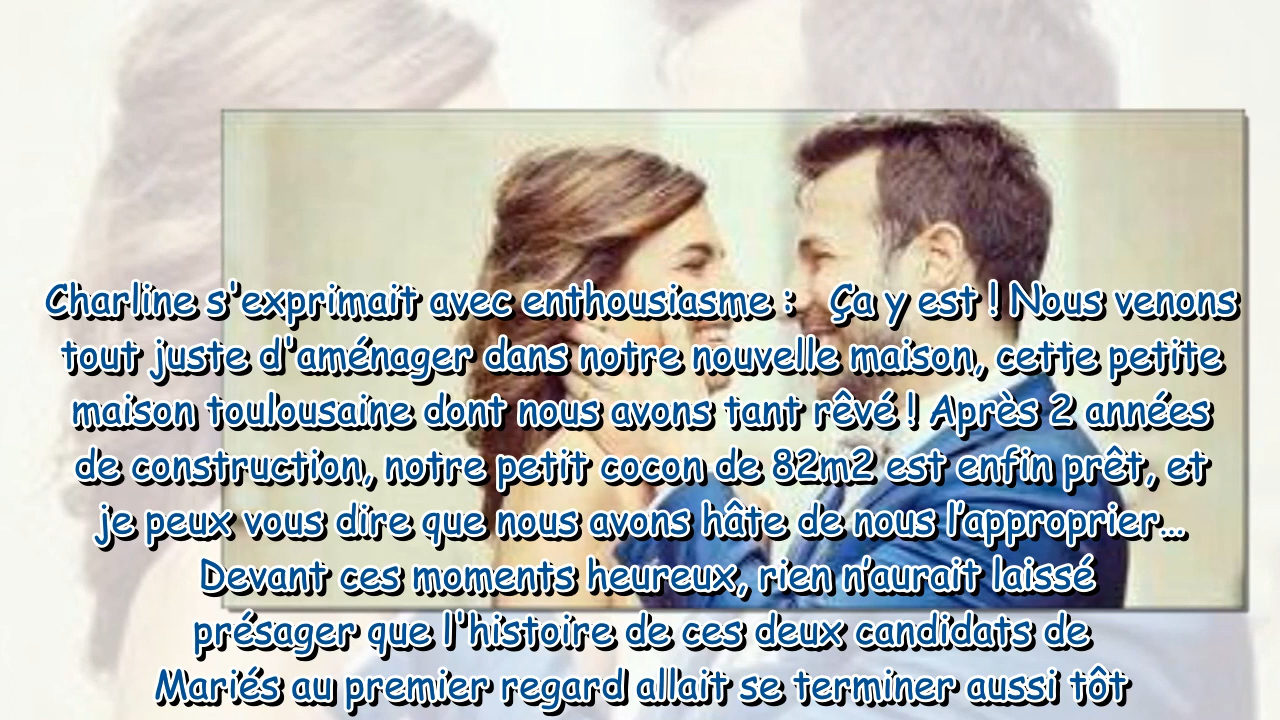 Charline s'exprimait avec enthousiasme : Ça y est ! Nous venons
tout juste d'aménager dans notre nouvelle maison, cette petite
maison toulousaine dont nous avons tant rêvé ! Après 2 années
de construction, notre petit cocon de 82m2 est enfin prêt, et
je peux vous dire que nous avons hâte de nous l’approprier...
Devant ces moments heureux, rien n’aurait laissé
présager que l'histoire de ces deux candidats de
Mariés au premier regard allait se terminer aussi tôt